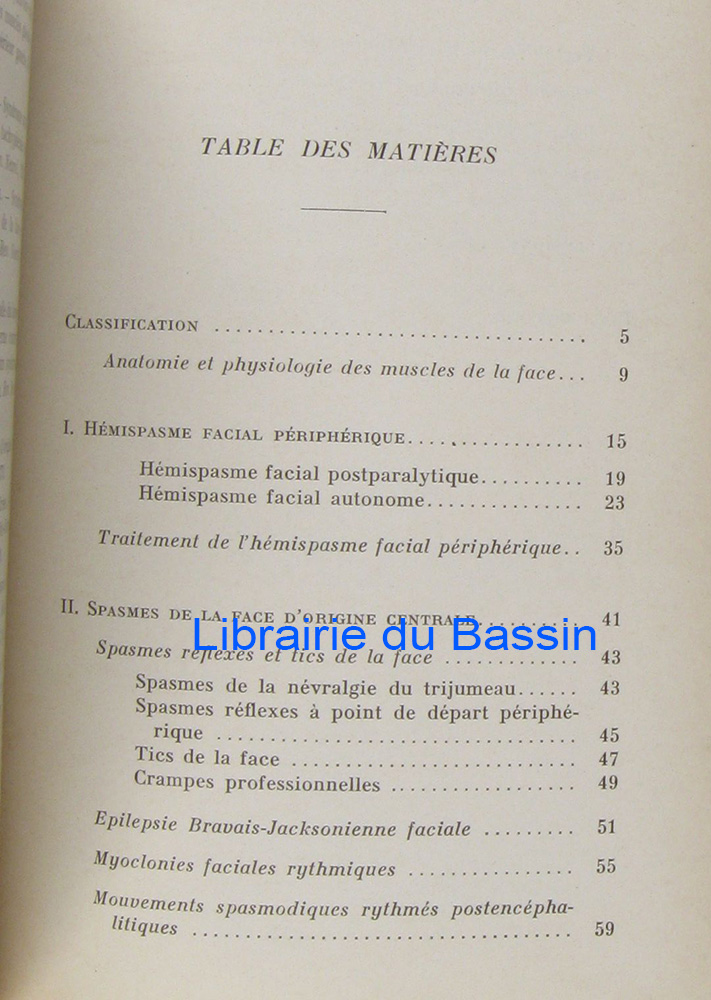 TABLE DES MATIÈRES
CLASSIFICATION ................................... 5
Anatomie et physiologie des muscles de la face... 9
I. HÉMISPASME FACIAL PÉRIPHÉRIQUE................. 15
Hémispasme facial postparalytique.......... 19
Hémispasme facial autonome............... 23
Traitement de l'hémispasme facial périphérique.. 35
II. SPASMES DE LA FACE D'ORIGINE CENTRALE.......... 41
Librairie du Bassin
Spasmes réflexes et tics de la face ............. 43
Spasmes de la névralgie du trijumeau...... 43
Spasmes réflexes à point de départ périphé-
rique .................................. 45
Tics de la face ........................... 47
Crampes professionnelles .................. 49
Epilepsie Bravais-Jacksonienne faciale ......... 51
Myoclonies faciales rythmiques ................ 55
Mouvements spasmodiques rythmés postencépha-
litiques .................................... 59